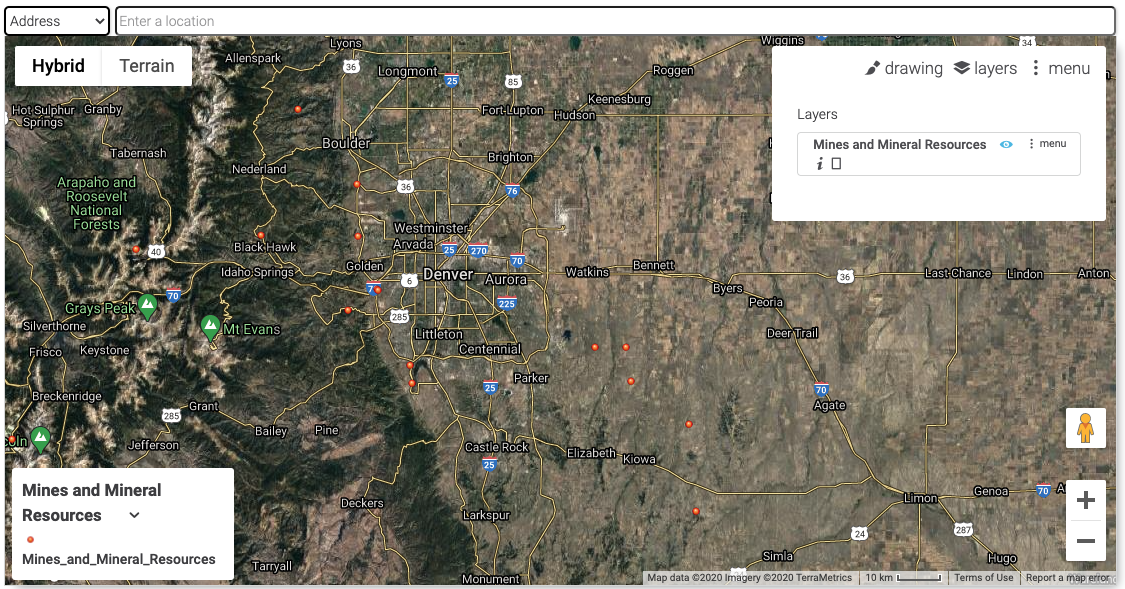 Address
Enter a location
Hybrid
Terrain
drawing
layers
menu
Layers
Mines and Mineral Resources
menu
i
Lyons
Wiggins
34
Allenspark
36
Longmont
25
85
Roggen
Keenesburg
Hot Sulphur
Springs
Granby
Fort Lupton
Hudson
Boulder
Tabernash
Brighton
Nederland
Arapaho and
Roosevelt
National
Forests
36
76
Westminster
Arvada
25
270
70
Black Hawk
40
Idaho Springs
Golden
6
Denver
Aurora
Watkins
Bennett
36
Last Chance
Lindon
Anton
Byers
Peoria
Grays Peak
70
225
285
Silverthorne
Mt Evans
Littleton
Deer Trail
Frisco
Keystone
Centennial
Parker
25
70
Breckenridge
Agate
285
Grant
Bailey
Pine
Jefferson
Castle Rock
Elizabeth
Kiowa
25
Mines and Mineral
Resources
Mines_and_Mineral_Resources
Deckers
Larkspur
Limon
Genoa
70
24
287
Simla
Hugo
Tarryall
Monument
Map data ©2020 Imagery ©2020 TerraMetrics
10 km
Terms of Use
Report a map error